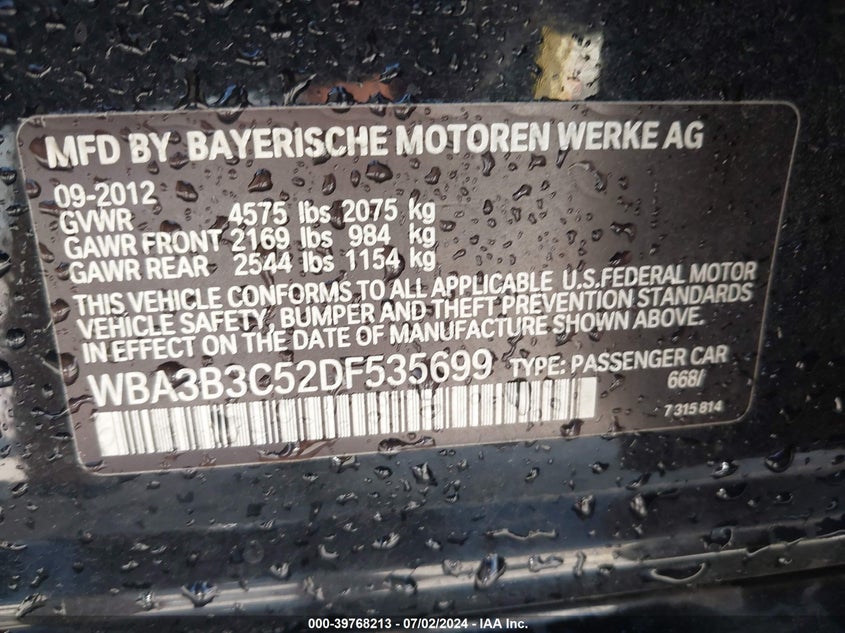 MFD BY BAYERISCHE MOTOREN WERKE AG
09-2012
GVWR 4575 lbs 2075 kg
GAWR FRONT 2169 lbs 984 kg
GAWR REAR 2544 lbs 1154 kg
THIS VEHICLE CONFORMS TO ALL APPLICABLE U.S.FEDERAL MOTOR
VEHICLE SAFETY, BUMPER AND THEFT PREVENTION STANDARDS
IN EFFECT ON THE DATE OF MANUFACTURE SHOWN ABOVE.
WBA3B3C52DF535699 TYPE: PASSENGER CAR
668/
7 315 814
000-39768213 - 07/02/2024 - IAA Inc.